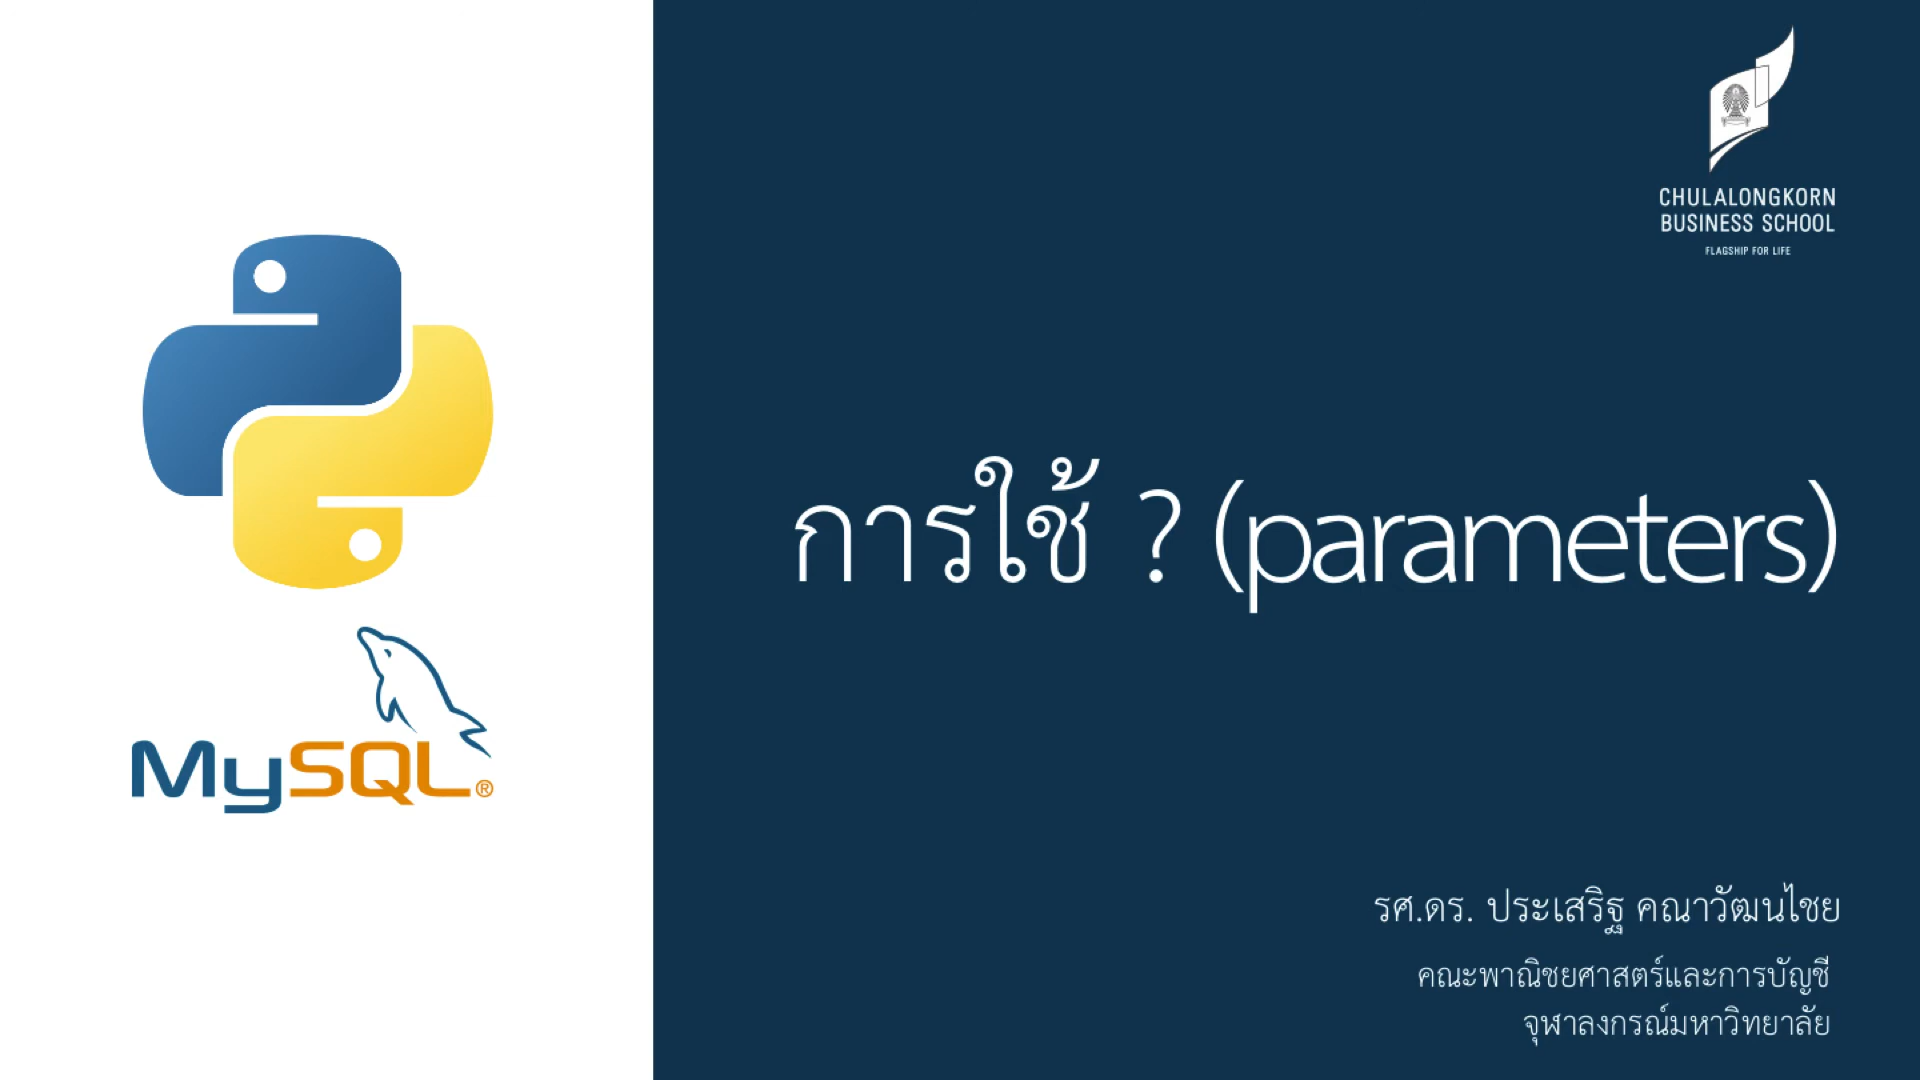 CHULALONGKORN
BUSINESS SCHOOL
FLAGSHIP FOR LIFE
การใช้ ? (parameters)
MySQL®
รศ.ดร. ประเสริฐ คณาวัฒนไชย
คณะพาณิชยศาสตร์และการบัญชี
จุฬาลงกรณ์มหาวิทยาลัย